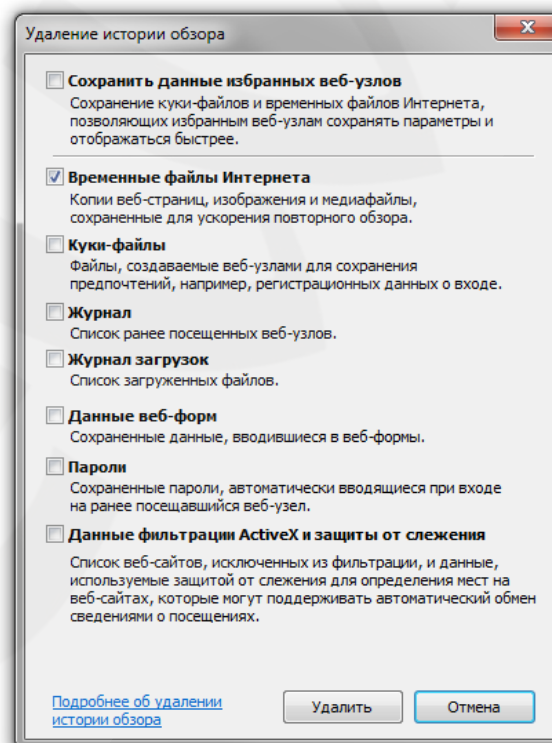 Удаление истории обзора
Сохранить данные избранных веб-узлов
Сохранение куки-файлов и временных файлов Интернета,
позволяющих избранным веб-узлам сохранять параметры и
отображаться быстрее.
Временные файлы Интернета
Копии веб-страниц, изображения и медиафайлы,
сохраненные для ускорения повторного обзора.
Куки-файлы
Файлы, создаваемые веб-узлами для сохранения
предпочтений, например, регистрационных данных о входе.
Журнал
Список ранее посещенных веб-узлов.
Журнал загрузок
Список загруженных файлов.
Данные веб-форм
Сохраненные данные, вводившиеся в веб-формы.
Пароли
Сохраненные пароли, автоматически вводящиеся при входе
на ранее посещавшийся веб-узел.
Данные фильтрации ActiveX и защиты от слежения
Список веб-сайтов, исключенных из фильтрации, и данные,
используемые защитой от слежения для определения мест на
веб-сайтах, которые могут поддерживать автоматический обмен
сведениями о посещениях.
Подробнее об удалении
истории обзора
Удалить
Отмена